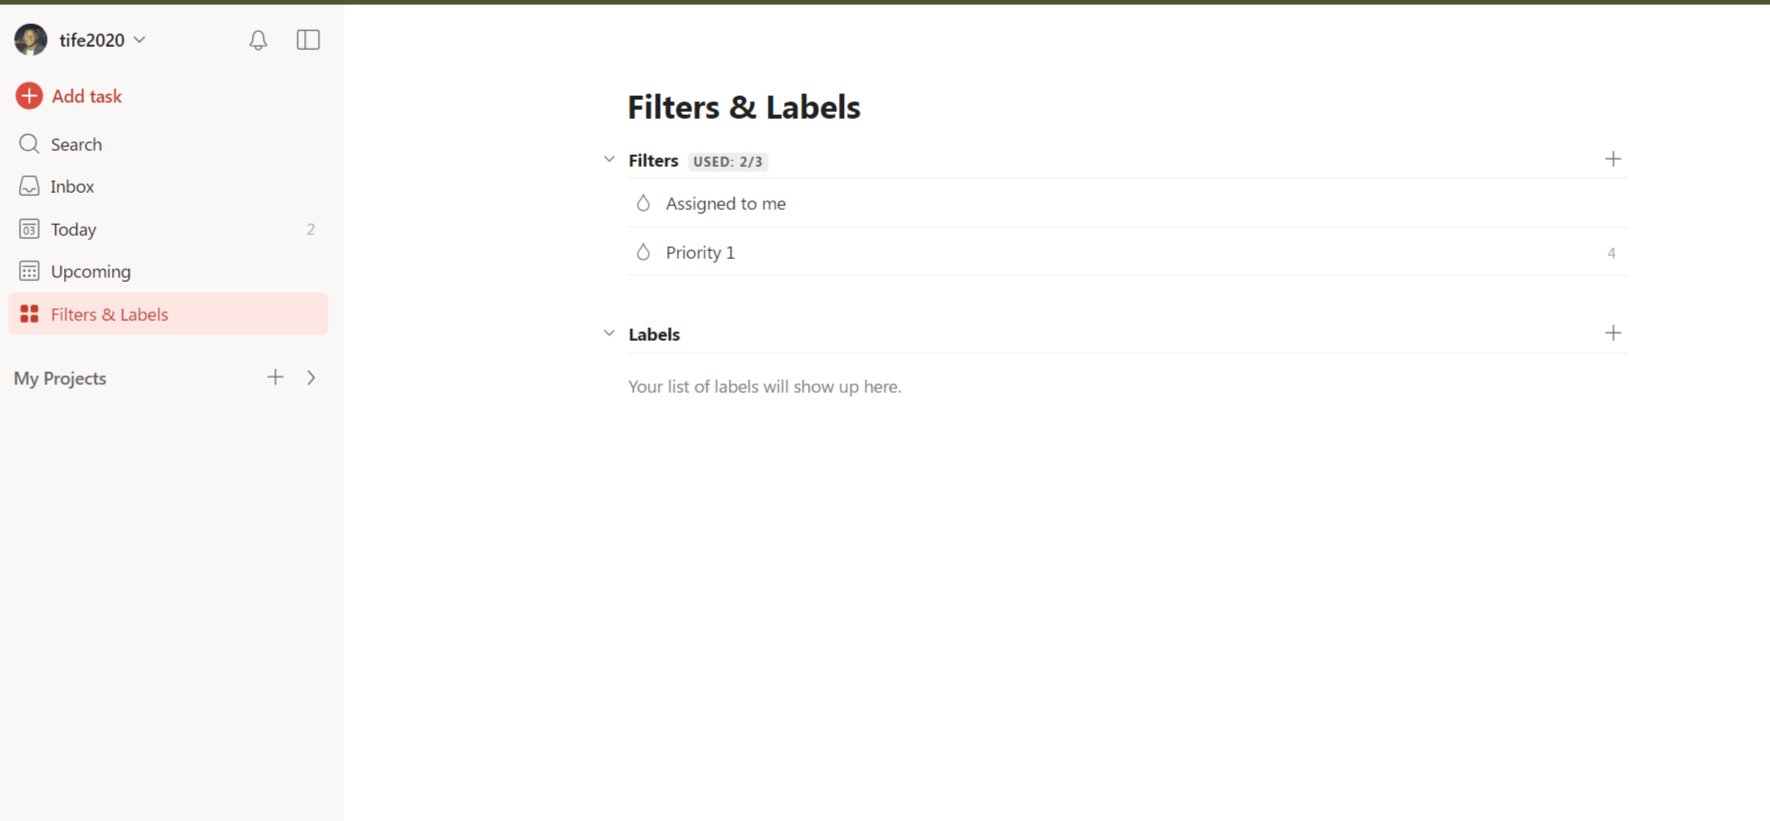 tife2020
Add task
Search
Inbox
03 Today 2
Upcoming
Filters & Labels
My Projects
Filters & Labels
Filters USED: 2/3
Assigned to me
Priority 1 4
Labels
Your list of labels will show up here.